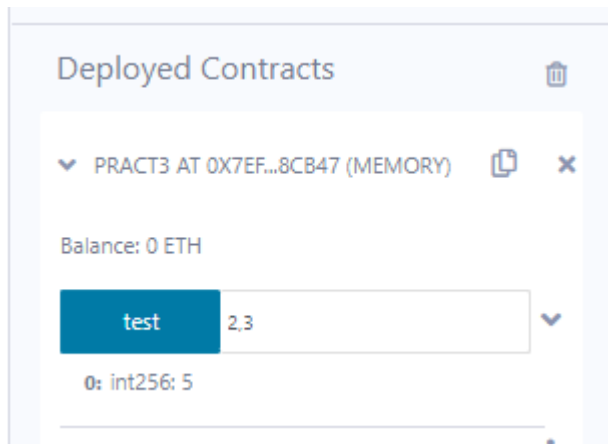 Deployed Contracts
PRACT3 AT 0X7EF...8CB47 (MEMORY)
Balance: 0 ETH
test 2,3
0: int256: 5